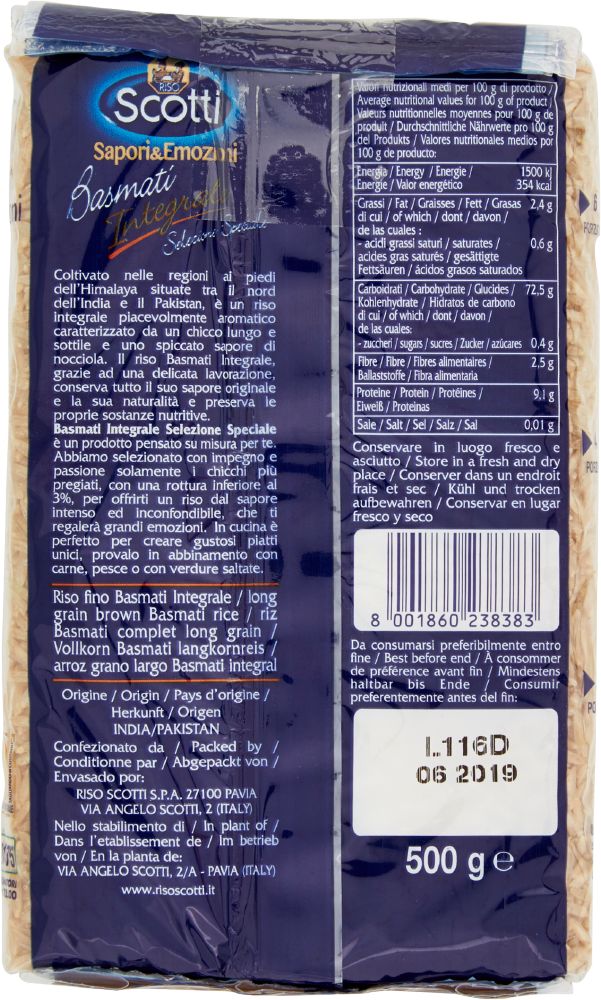 RISO
Scotti
Sapori&Emozioni
Basmati
Integrale
Selezione Speciale
Coltivato nelle regioni ai piedi
dell'Himalaya situate tra il nord
dell'India e il Pakistan, è un riso
integrale piacevolmente aromatico
caratterizzato da un chicco lungo e
sottile e uno spiccato sapore di
nocciola. Il riso Basmati Integrale,
grazie ad una delicata lavorazione,
conserva tutto il suo sapore originale
e la sua naturalità e preserva le
proprie sostanze nutritive.
Basmati Integrale Selezione Speciale
è un prodotto pensato su misura per te.
Abbiamo selezionato con impegno e
passione solamente i chicchi più
pregiati, con una rottura inferiore al
3%, per offrirti un riso dal sapore
intenso ed inconfondibile, che ti
regalerà grandi emozioni. In cucina è
perfetto per creare gustosi piatti
unici, provalo in abbinamento con
carne, pesce o con verdure saltate.
Riso fino Basmati Integrale / long
grain brown Basmati rice / riz
Basmati complet long grain /
Vollkorn Basmati langkornreis /
arroz grano largo Basmati integral
Origine / Origin / Pays d'origine /
Herkunft / Origen
INDIA/PAKISTAN
Confezionato da / Packed by /
Conditionne par / Abgepackt von /
Envasado por:
RISO SCOTTI S.P.A. 27100 PAVIA
VIA ANGELO SCOTTI, 2 (ITALY)
Nello stabilimento di / In plant of /
Dans l'etablissement de / Im betrieb
von / En la planta de:
VIA ANGELO SCOTTI, 2/A - PAVIA (ITALY)
www.risoscotti.it
Valori nutrizionali medi per 100 g di prodotto /
Average nutritional values for 100 g of product /
Valeurs nutritionnelles moyennes pour 100 g de
produit / Durchschnittliche Nährwerte pro 100 g
del Produkts / Valores nutritionales medios por
100 g de producto:
Energia / Energy / Energie / 1500 kJ
Energie / Valor energético 354 kcal
Grassi / Fat / Graisses / Fett / Grasas 2,4 g
di cui / of which / dont / davon /
de las cuales :
- acidi grassi saturi / saturates / 0,6 g
acides gras saturés / gesättigte
Fettsäuren / ácidos grasos saturados
Carboidrati / Carbohydrate / Glucides / 72,5 g
Kohlenhydrate / Hidratos de carbono
di cui / of which / dont / davon /
de las cuales:
- zuccheri / sugars / sucres / Zucker / azúcares 0,4 g
Fibre / Fibre / Fibres alimentaires / 2,5 g
Ballaststoffe / Fibra alimentaria
Proteine / Protein / Protéines / 9,1 g
Eiweiß / Proteinas
Sale / Salt / Sel / Salz / Sal 0,01 g
Conservare in luogo fresco e
asciutto / Store in a fresh and dry
place / Conserver dans un endroit
frais et sec / Kühl und trocken
aufbewahren / Conservar en lugar
fresco y seco
8 001860 238383
Da consumarsi preferibilmente entro
fine / Best before end / À consommer
de préférence avant fin / Mindestens
haltbar bis Ende / Consumir
preferentemente antes del fin:
L116D
06 2019
500 g e